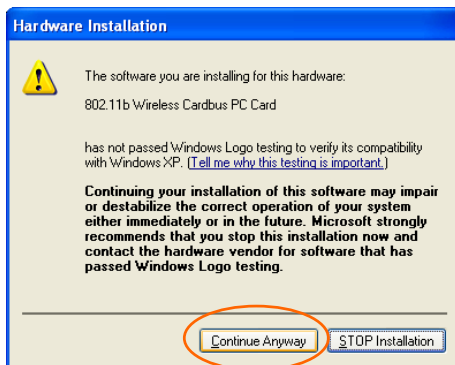 Hardware Installation
The software you are installing for this hardware:
802.11b Wireless Cardbus PC Card
has not passed Windows Logo testing to verify its compatibility
with Windows XP. (Tell me why this testing is important.)
Continuing your installation of this software may impair
or destabilize the correct operation of your system
either immediately or in the future. Microsoft strongly
recommends that you stop this installation now and
contact the hardware vendor for software that has
passed Windows Logo testing.
Continue Anyway
STOP Installation